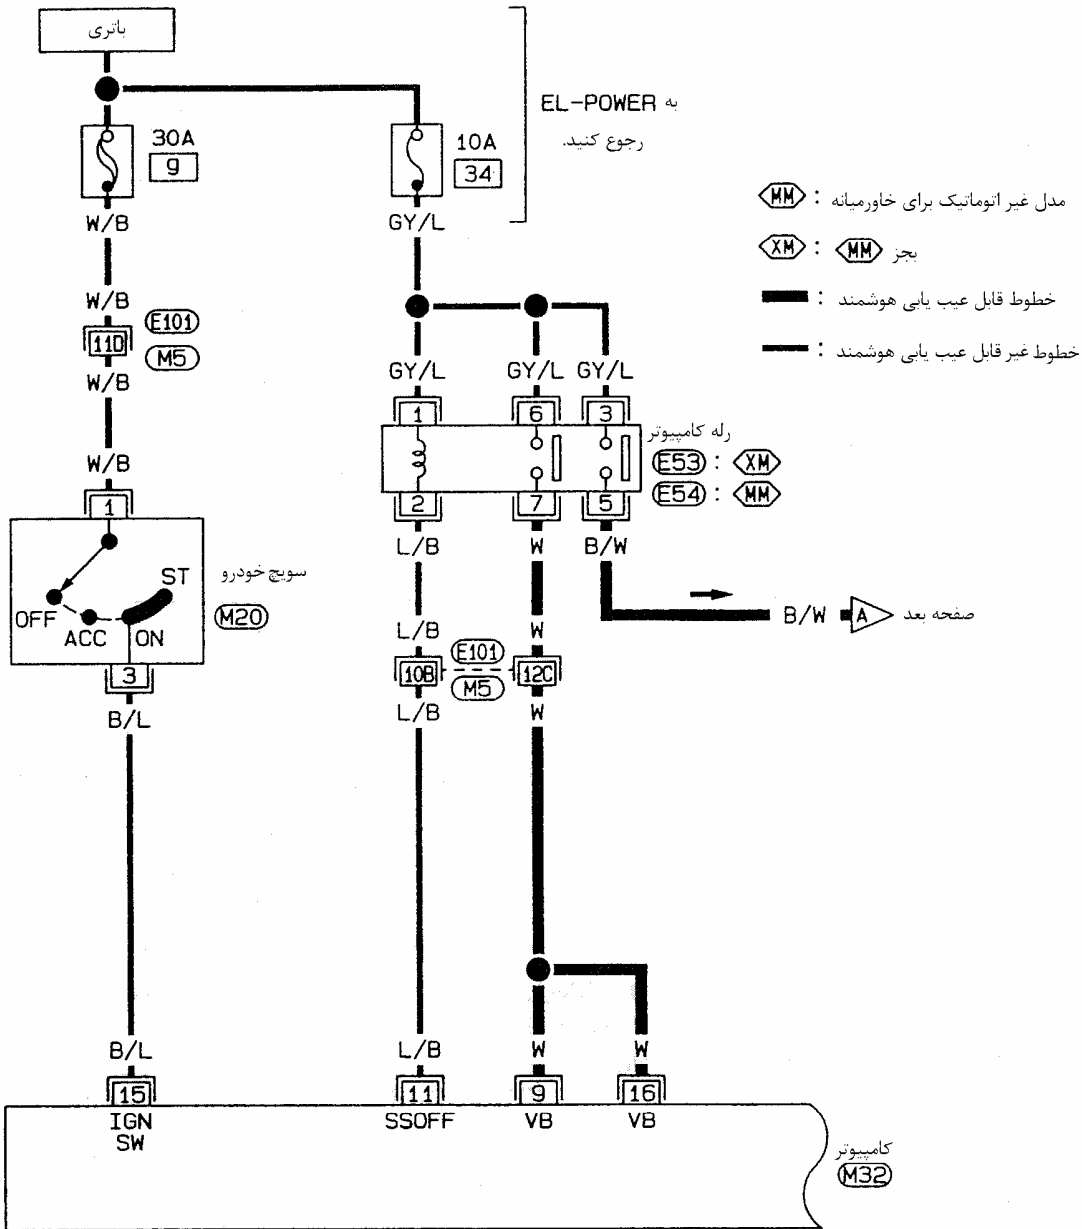 باتری
به EL-POWER
رجوع کنید.
30A
9
10A
34
W/B
GY/L
مدل غیر اتوماتیک برای خاورمیانه : MM
بجز MM : XM
خطوط قابل عیب یابی هوشمند :
خطوط غیر قابل عیب یابی هوشمند :
W/B
E101
11D
M5
W/B
GY/L
GY/L
GY/L
1
6
3
رله کامپیوتر
E53 : XM
E54 : MM
W/B
1
2
7
5
L/B
W
B/W
سویچ خودرو
M20
ST
OFF
ACC
ON
3
B/W
A
صفحه بعد
L/B
W
E101
10B
12C
M5
L/B
W
B/L
B/L
L/B
W
W
15
11
9
16
IGN
SW
SSOFF
VB
VB
کامپیوتر
M32